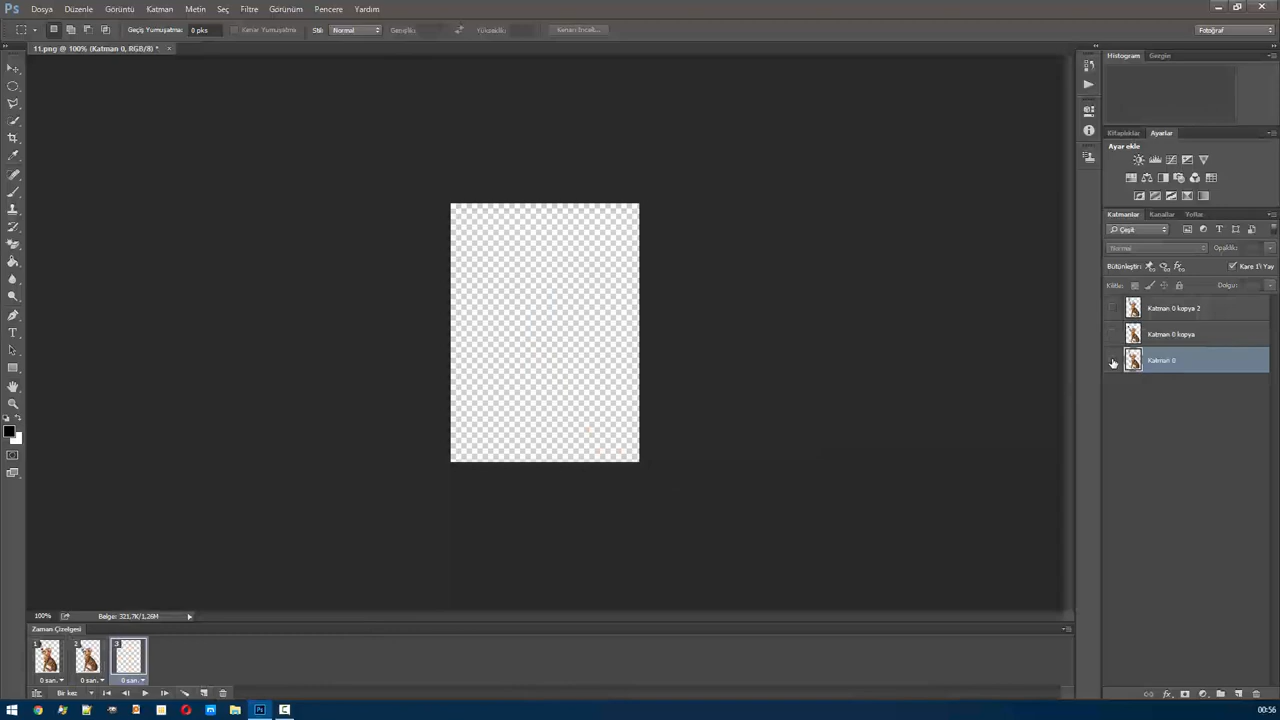 Ps Dosya Düzenle Görüntü Katman Metin Seç Filtre Görünüm Pencere Yardım
Geçiş Yumuşatma: 0 pks Kenar Yumuşatma Stil: Normal Genişlik: Yükseklik: Kenarı İncelt... Fotoğraf
11.png @ 100% (Katman 0, RGB/8) * ×
Histogram Gezgin
Kitaplıklar Ayarlar
Ayar ekle
Katmanlar Kanallar Yollar
Çeşit
Normal Opaklık:
Bütünleştir: Kare 1'i Yay
Kilitle: Dolgu:
Katman 0 kopya 2
Katman 0 kopya
Katman 0
100% Belge: 321,7K/1,26M
Zaman Çizelgesi
1 2 3
0 san. 0 san. 0 san.
Bir kez
00:56